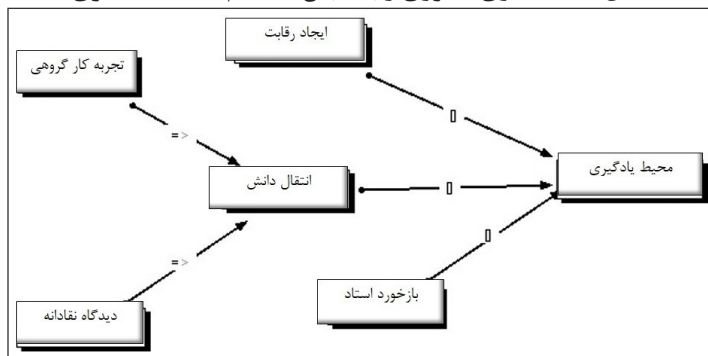 ایجاد رقابت
تجربه کار گروهی
[]
=>
محیط یادگیری
انتقال دانش
[]
[]
=>
بازخورد استاد
دیدگاه نقادانه